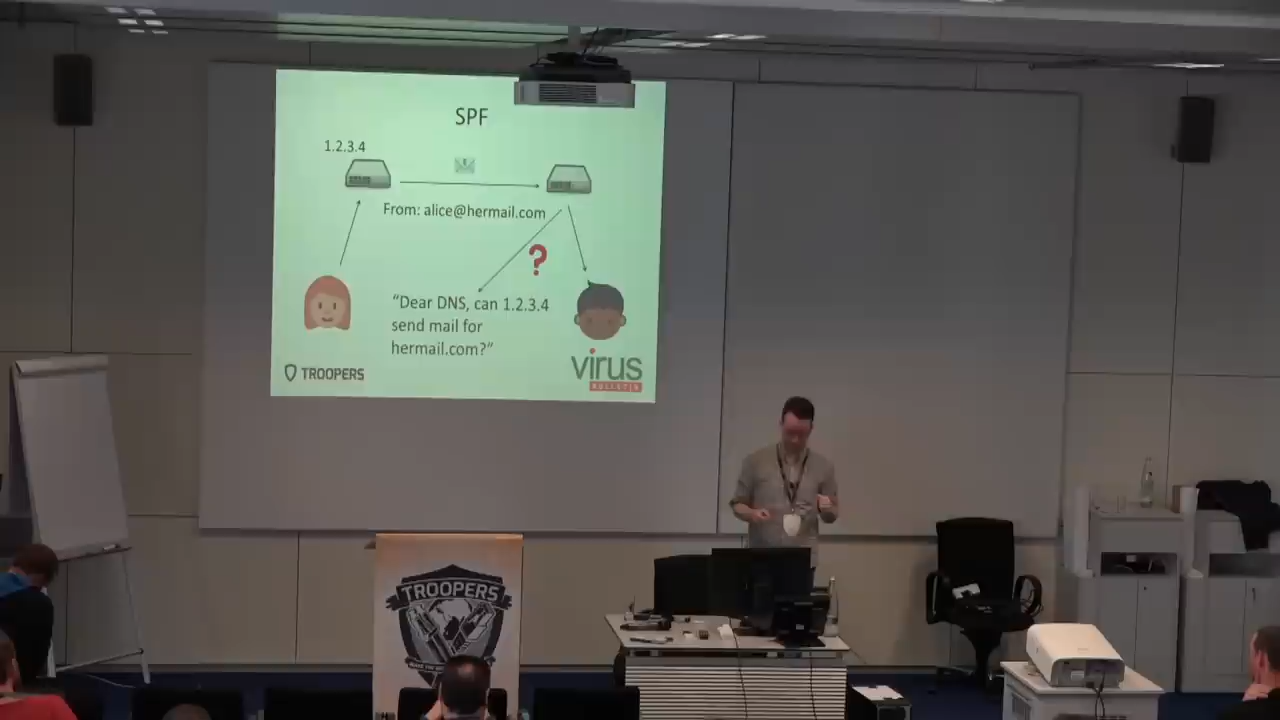 SPF
1.2.3.4
From: alice@hermail.com
?
“Dear DNS, can 1.2.3.4
send mail for
hermail.com?”
TROOPERS
virus
BULLETIN
TROOPERS